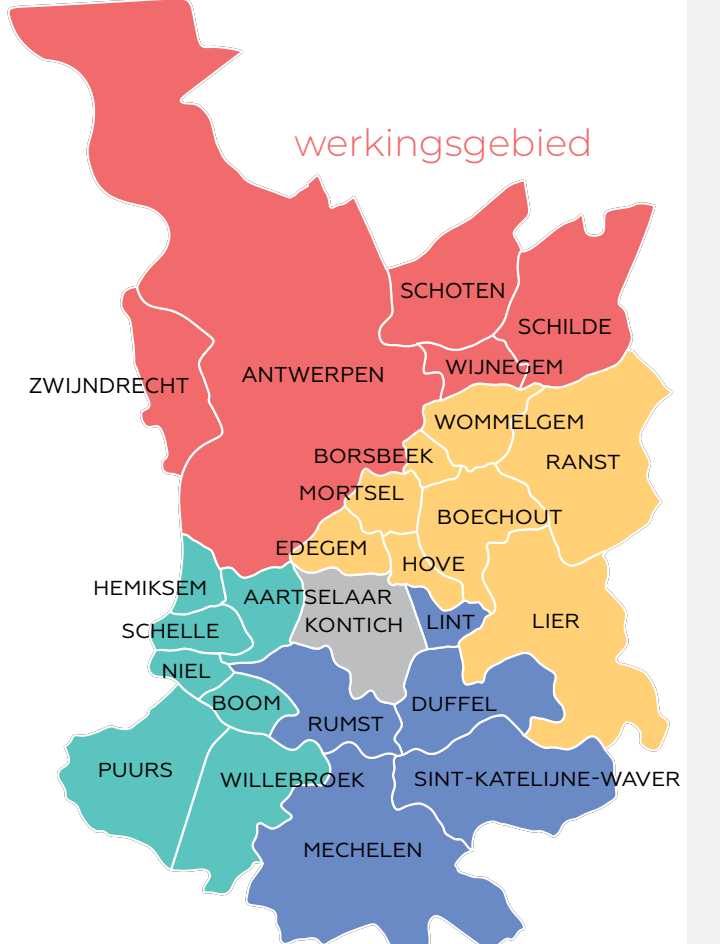 werkingsgebied
SCHOTEN
SCHILDE
WIJNEGEM
ANTWERPEN
ZWIJNDRECHT
WOMMELGEM
BORSBEEK
RANST
MORTSEL
BOECHOUT
EDEGEM
HOVE
HEMIKSEM
AARTSELAAR
KONTICH
LINT
LIER
SCHELLE
NIEL
BOOM
DUFFEL
RUMST
PUURS
WILLEBROEK
SINT-KATELIJNE-WAVER
MECHELEN